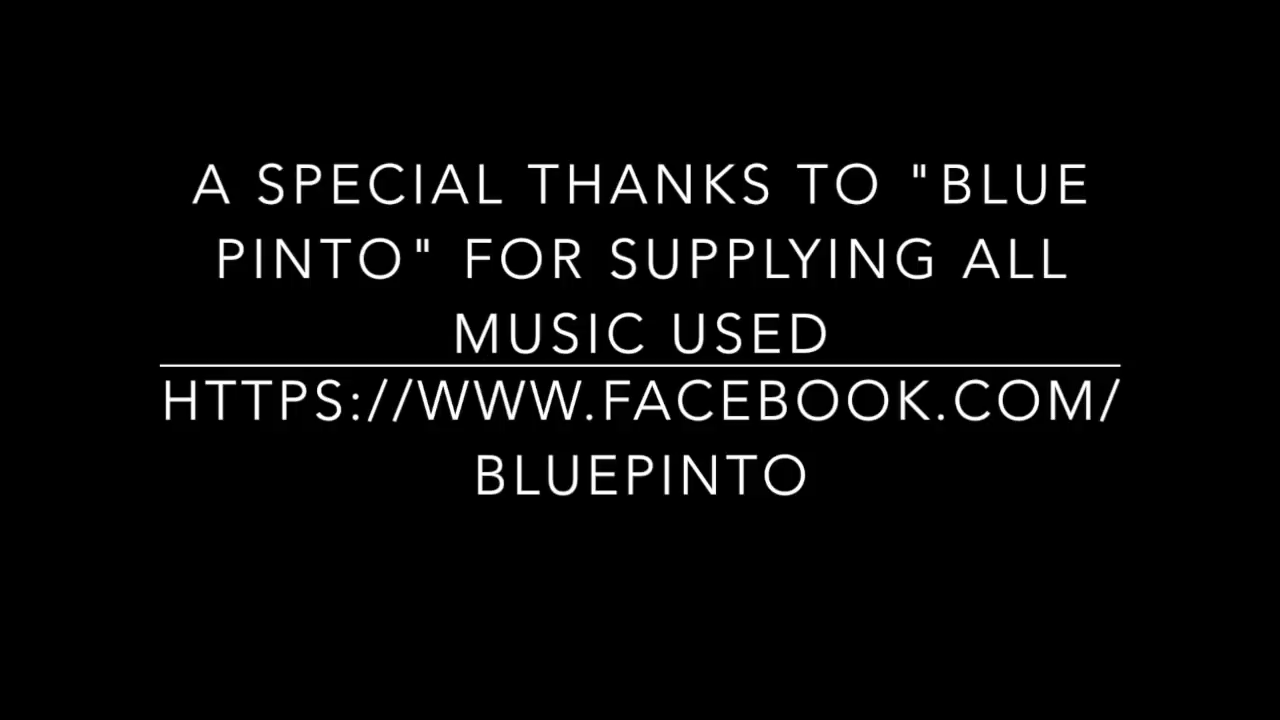 A SPECIAL THANKS TO "BLUE
PINTO" FOR SUPPLYING ALL
MUSIC USED
HTTPS://WWW.FACEBOOK.COM/
BLUEPINTO